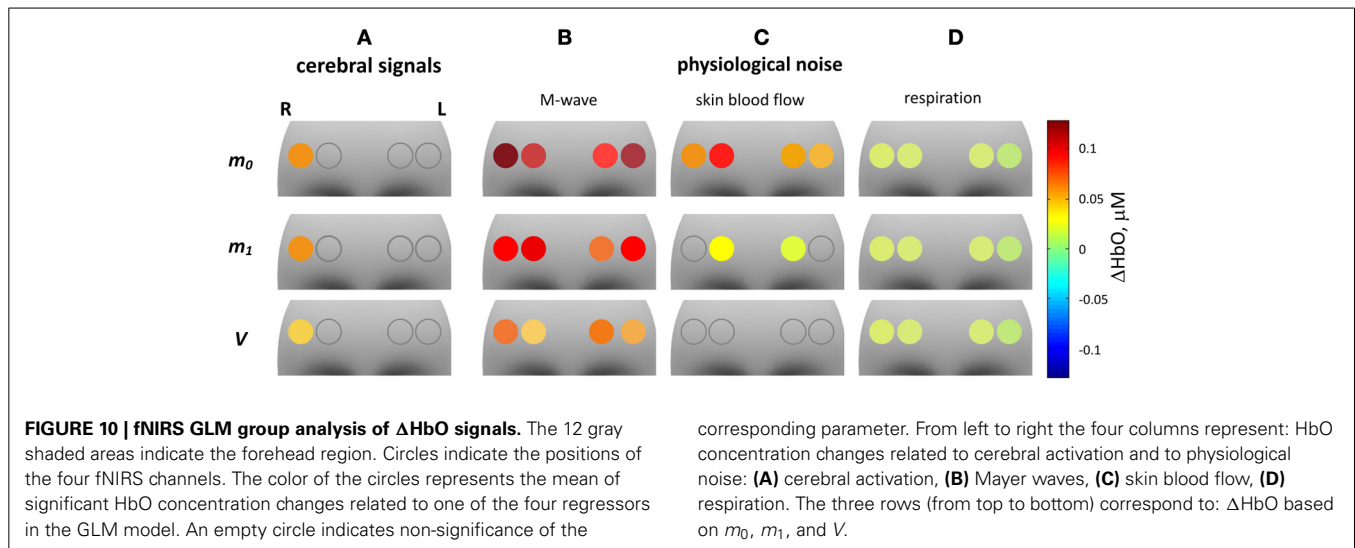 A
B
C
D
cerebral signals
physiological noise
M-wave
skin blood flow
respiration
R
L
m₀
m₁
V
0.1
0.05
0
-0.05
-0.1
ΔHbO, μM
FIGURE 10 | fNIRS GLM group analysis of ΔHbO signals. The 12 gray
shaded areas indicate the forehead region. Circles indicate the positions of
the four fNIRS channels. The color of the circles represents the mean of
significant HbO concentration changes related to one of the four regressors
in the GLM model. An empty circle indicates non-significance of the
corresponding parameter. From left to right the four columns represent: HbO
concentration changes related to cerebral activation and to physiological
noise: (A) cerebral activation, (B) Mayer waves, (C) skin blood flow, (D)
respiration. The three rows (from top to bottom) correspond to: ΔHbO based
on m₀, m₁, and V.